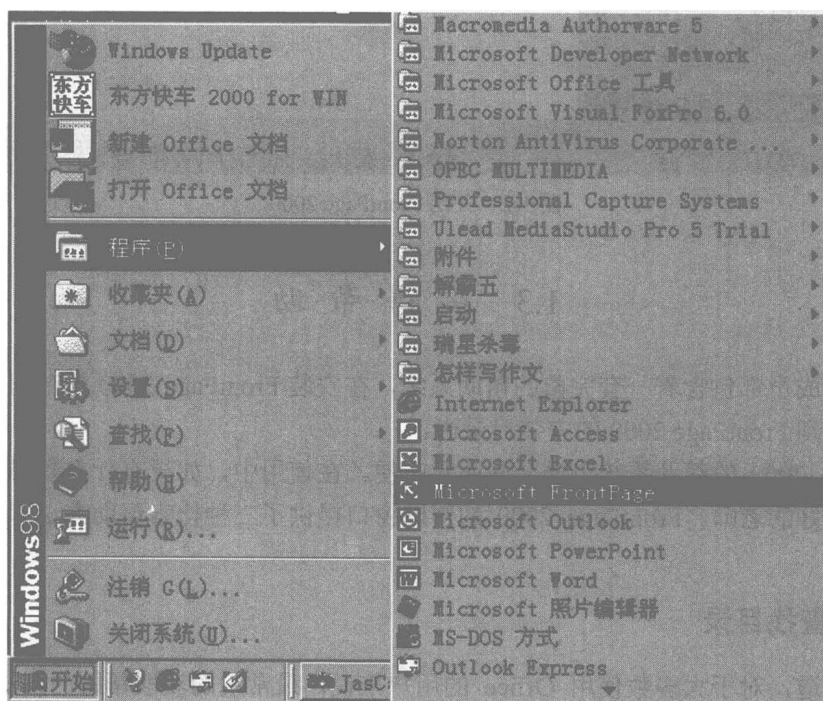 Windows Update
东方快车 2000 for WIN
新建 Office 文档
打开 Office 文档
程序(P)
收藏夹(A)
文档(D)
设置(S)
查找(F)
帮助(H)
运行(R)...
注销 G(L)...
关闭系统(U)...
Windows98
开始
JasC
Macromedia Authorware 5
Microsoft Developer Network
Microsoft Office 工具
Microsoft Visual FoxPro 6.0
Norton AntiVirus Corporate ...
OPEC MULTIMEDIA
Professional Capture Systems
Ulead MediaStudio Pro 5 Trial
附件
解霸五
启动
瑞星杀毒
怎样写作文
Internet Explorer
Microsoft Access
Microsoft Excel
Microsoft FrontPage
Microsoft Outlook
Microsoft PowerPoint
Microsoft Word
Microsoft 照片编辑器
MS-DOS 方式
Outlook Express